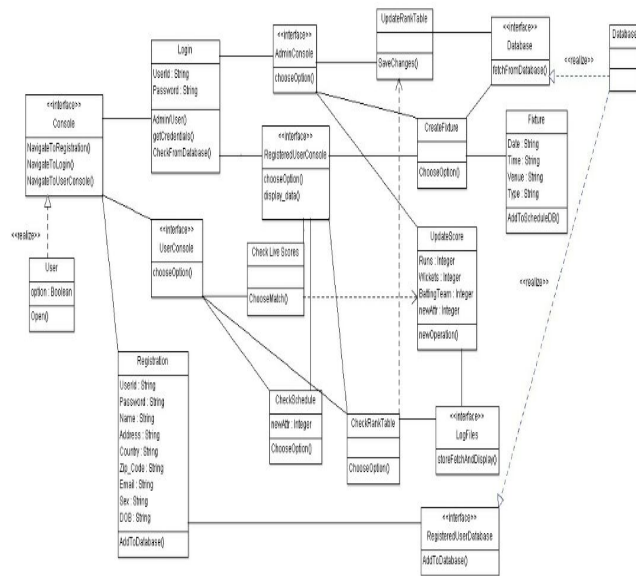 Login
UserId : String
Password : String
Admin/User()
getCredentials()
CheckFromDatabase()
<<interface>>
AdminConsole
chooseOption()
UpdateRankTable
SaveChanges()
<<interface>>
Database
fetchFromDatabase()
<<realize>>
Database
<<interface>>
Console
NavigateToRegistration()
NavigateToLogin()
NavigateToUserConsole()
<<interface>>
RegisteredUserConsole
chooseOption()
display_data()
CreateFixture
ChooseOption()
Fixture
Date : String
Time : String
Venue : String
Type : String
AddToScheduleDB()
<<realize>>
User
option : Boolean
Open()
<<interface>>
UserConsole
chooseOption()
Check Live Scores
ChooseMatch()
UpdateScore
Runs : Integer
Wickets : Integer
BattingTeam : Integer
newAttr : Integer
newOperation()
<<realize>>
Registration
UserId : String
Password : String
Name : String
Address : String
Country : String
Zip_Code : String
Email : String
Sex : String
DOB : String
AddToDatabase()
CheckSchedule
newAttr : Integer
ChooseOption()
CheckRankTable
ChooseOption()
<<interface>>
LogFiles
storeFetchAndDisplay()
<<interface>>
RegisteredUserDatabase
AddToDatabase()